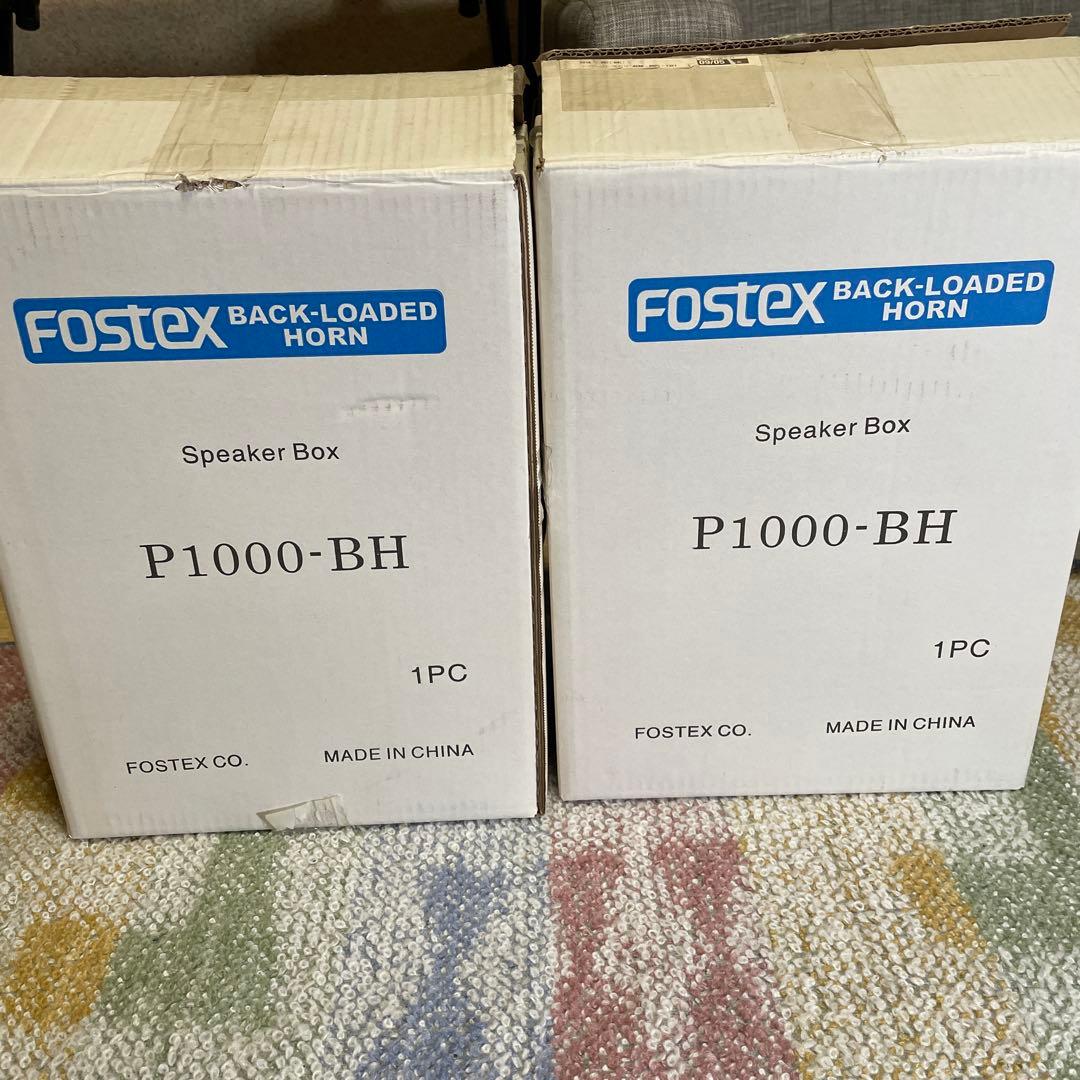 FOSTEX BACK-LOADED
HORN
Speaker Box
P1000-BH
1PC
FOSTEX CO. MADE IN CHINA
FOSTEX BACK-LOADED
HORN
Speaker Box
P1000-BH
1PC
FOSTEX CO. MADE IN CHINA